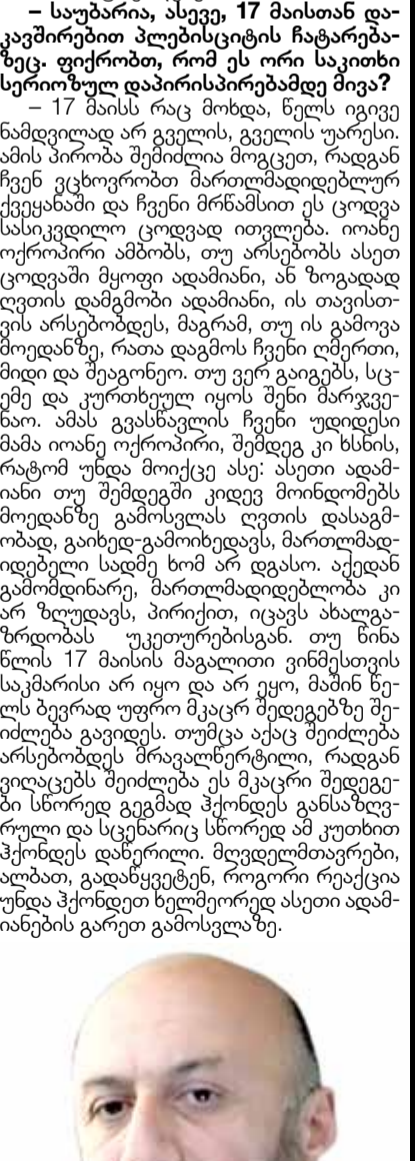 – საუბარია, ასევე, 17 მაისთან და-
კავშირებით პლებისციტის ჩატარება-
ზეც. ფიქრობთ, რომ ეს ორი საკითხი
სერიოზულ დაპირისპირებამდე მივა?
– 17 მაისს რაც მოხდა, წელს იგივე
ნამდვილად არ გველის, გველის უარესი.
ამის პირობა შემიძლია მოგცეთ, რადგან
ჩვენ ვცხოვრობთ მართლმადიდებლურ
ქვეყანაში და ჩვენი მრწამსით ეს ცოდვა
სასიკვდილო ცოდვად ითვლება. იოანე
ოქროპირი ამბობს, თუ არსებობს ასეთ
ცოდვაში მყოფი ადამიანი, ან ზოგადად
ღვთის დამგმობი ადამიანი, ის თავისთ-
ვის არსებობდეს, მაგრამ, თუ ის გამოვა
მოედანზე, რათა დაგმოს ჩვენი ღმერთი,
მიდი და შეაგონეო. თუ ვერ გაიგებს, სც-
ემე და კურთხეულ იყოს შენი მარჯვე-
ნაო. ამას გვასწავლის ჩვენი უდიდესი
მამა იოანე ოქროპირი, შემდეგ კი ხსნის,
რატომ უნდა მოიქცე ასე: ასეთი ადამ-
იანი თუ შემდეგში კიდევ მოინდომებს
მოედანზე გამოსვლას ღვთის დასაგმ-
ობად, გაიხედ-გამოიხედავს, მართლმად-
იდებელი სადმე ხომ არ დგასო. აქედან
გამომდინარე, მართლმადიდებლობა კი
არ ზღუდავს, პირიქით, იცავს ახალგა-
ზრდობას უკეთურებისგან. თუ წინა
წლის 17 მაისის მაგალითი ვინმესთვის
საკმარისი არ იყო და არ ეყო, მაშინ წე-
ლს ბევრად უფრო მკაცრ შედეგებზე შე-
იძლება გავიდეს. თუმცა აქაც შეიძლება
არსებობდეს მრავალწერტილი, რადგან
ვიღაცებს შეიძლება ეს მკაცრი შედეგე-
ბი სწორედ გეგმად ჰქონდეს განსაზღვ-
რული და სცენარიც სწორედ ამ კუთხით
ჰქონდეს დაწერილი. მღვდელმთავრები,
ალბათ, გადაწყვეტენ, როგორი რეაქცია
უნდა ჰქონდეთ ხელმეორედ ასეთი ადამ-
იანების გარეთ გამოსვლაზე.